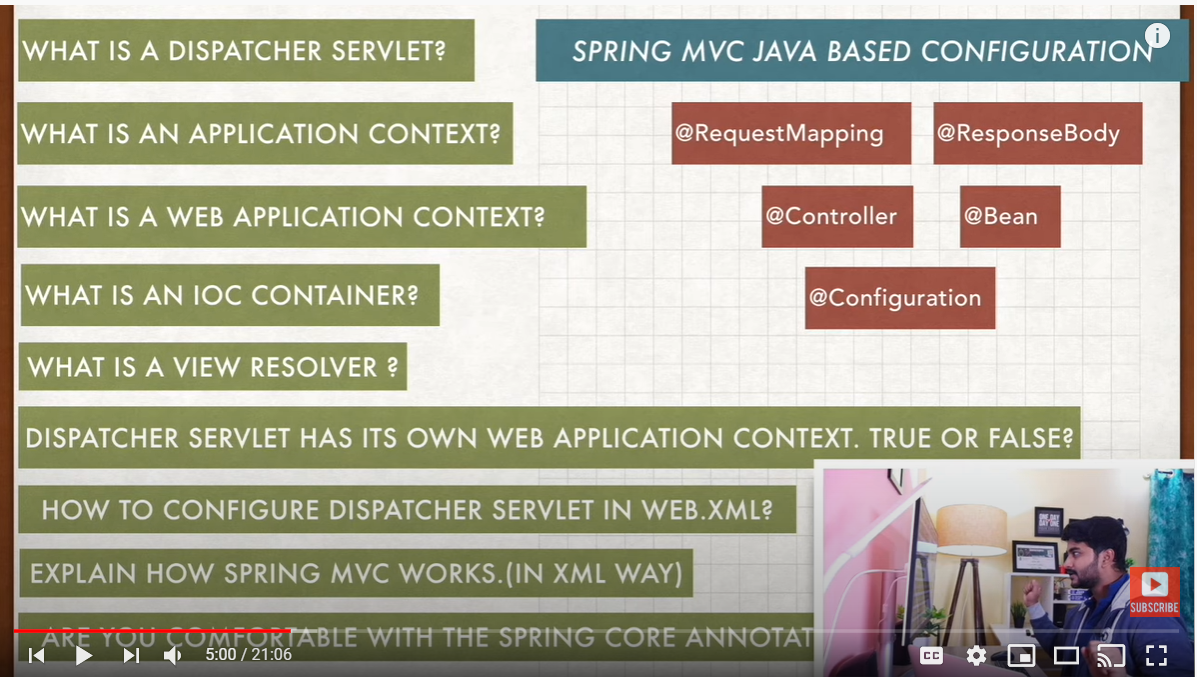 WHAT IS A DISPATCHER SERVLET?
SPRING MVC JAVA BASED CONFIGURATION
WHAT IS AN APPLICATION CONTEXT?
@RequestMapping
@ResponseBody
WHAT IS A WEB APPLICATION CONTEXT?
@Controller
@Bean
WHAT IS AN IOC CONTAINER?
@Configuration
WHAT IS A VIEW RESOLVER ?
DISPATCHER SERVLET HAS ITS OWN WEB APPLICATION CONTEXT. TRUE OR FALSE?
HOW TO CONFIGURE DISPATCHER SERVLET IN WEB.XML?
EXPLAIN HOW SPRING MVC WORKS.(IN XML WAY)
ARE YOU COMFORTABLE WITH THE SPRING CORE ANNOTAT
ONE DAY
DAY ONE
SUBSCRIBE
5:00 / 21:06
CC